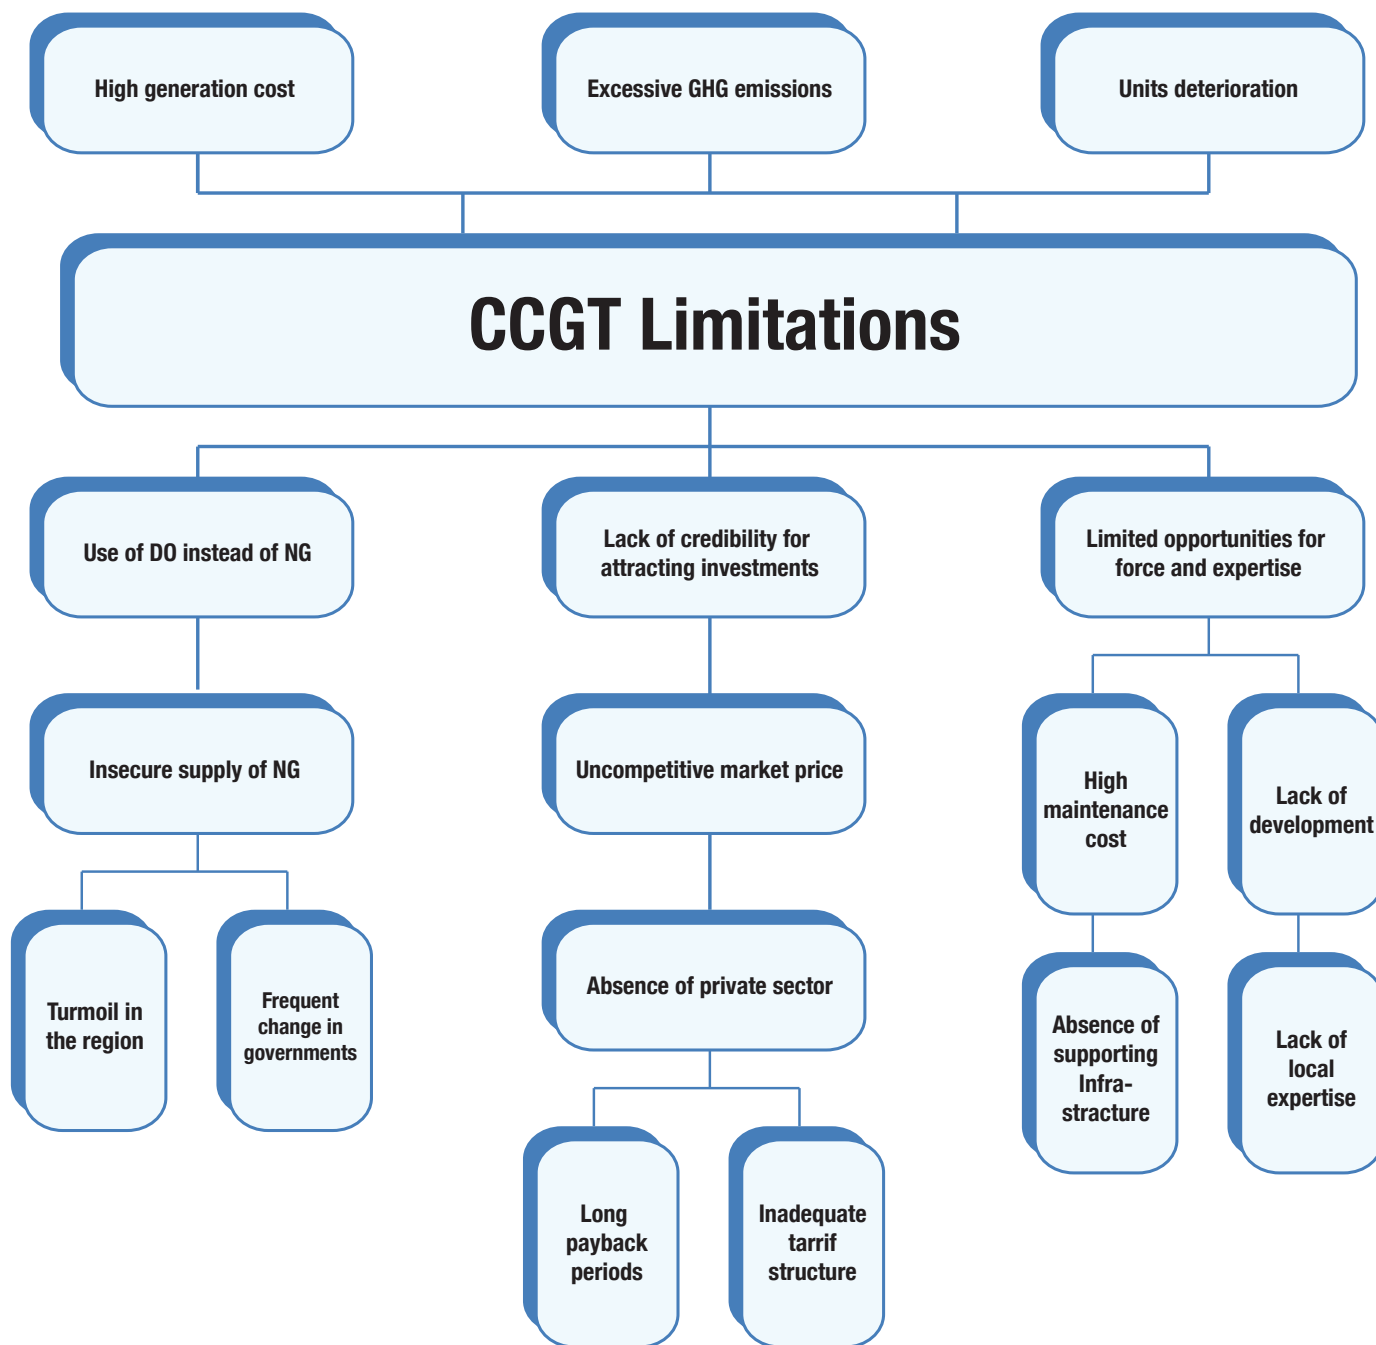 High generation cost
Excessive GHG emissions
Units deterioration
CCGT Limitations
Use of DO instead of NG
Lack of credibility for
attracting investments
Limited opportunities for
force and expertise
Insecure supply of NG
Uncompetitive market price
High
maintenance
cost
Lack of
development
Turmoil in
the region
Frequent
change in
governments
Absence of private sector
Absence of
supporting
Infra-
stracture
Lack of
local
expertise
Long
payback
periods
Inadequate
tarrif
structure